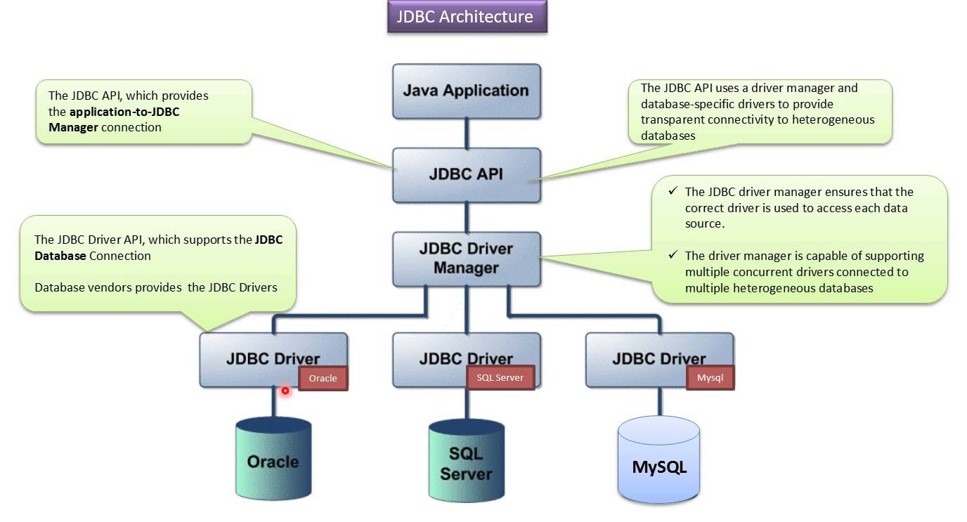 JDBC Architecture
Java Application
The JDBC API, which provides
the application-to-JDBC
Manager connection
The JDBC API uses a driver manager and
database-specific drivers to provide
transparent connectivity to heterogeneous
databases
JDBC API
✓ The JDBC driver manager ensures that the
correct driver is used to access each data
source.
✓ The driver manager is capable of supporting
multiple concurrent drivers connected to
multiple heterogeneous databases
The JDBC Driver API, which supports the JDBC
Database Connection
Database vendors provides the JDBC Drivers
JDBC Driver
Manager
JDBC Driver
Oracle
JDBC Driver
SQL Server
JDBC Driver
Mysql
Oracle
SQL
Server
MySQL